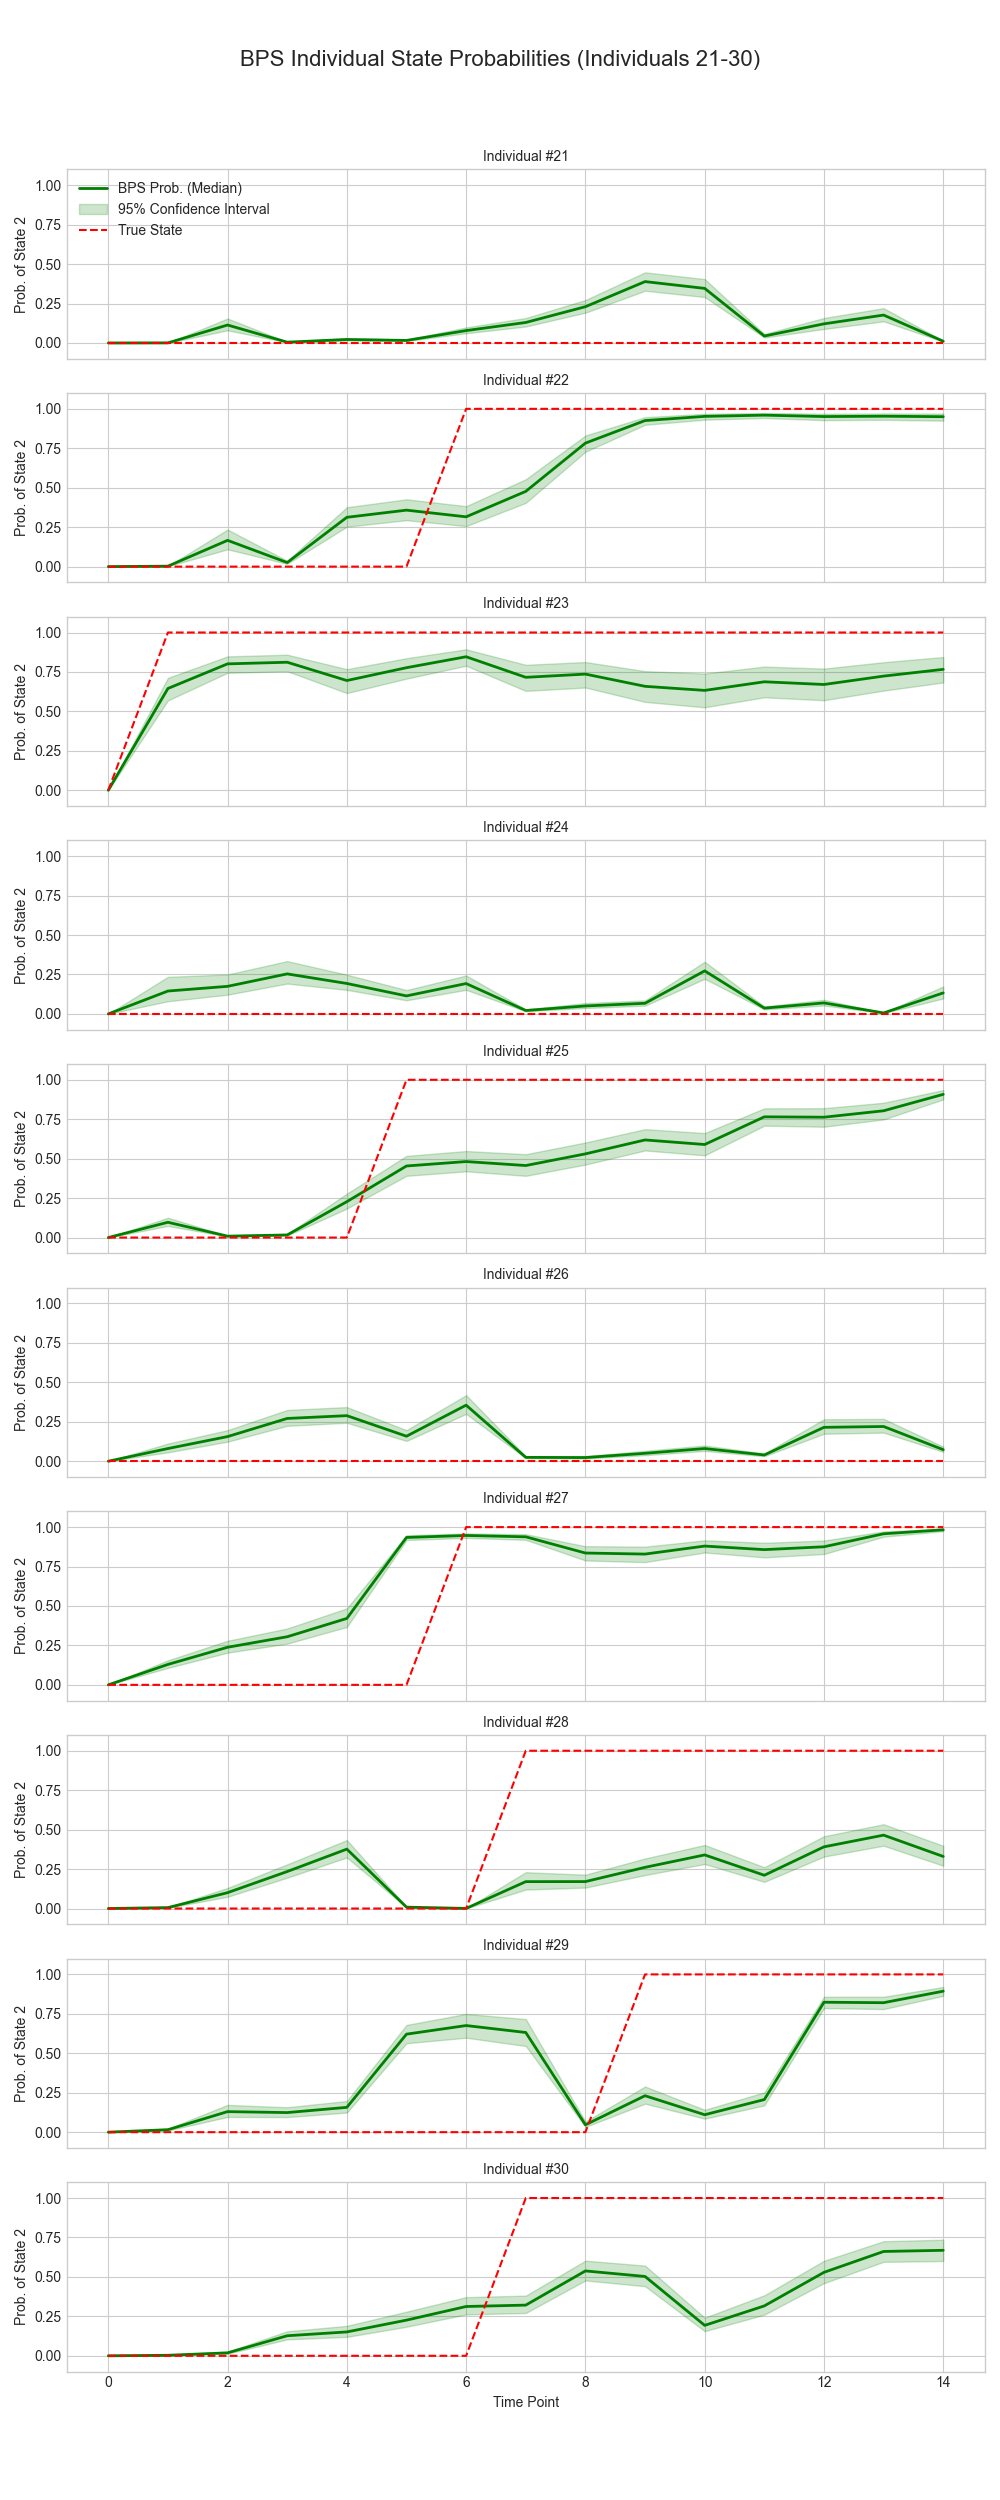 BPS Individual State Probabilities (Individuals 21-30)
Individual #21
BPS Prob. (Median)
95% Confidence Interval
True State
Prob. of State 2
1.00
0.75
0.50
0.25
0.00
Individual #22
Prob. of State 2
1.00
0.75
0.50
0.25
0.00
Individual #23
Prob. of State 2
1.00
0.75
0.50
0.25
0.00
Individual #24
Prob. of State 2
1.00
0.75
0.50
0.25
0.00
Individual #25
Prob. of State 2
1.00
0.75
0.50
0.25
0.00
Individual #26
Prob. of State 2
1.00
0.75
0.50
0.25
0.00
Individual #27
Prob. of State 2
1.00
0.75
0.50
0.25
0.00
Individual #28
Prob. of State 2
1.00
0.75
0.50
0.25
0.00
Individual #29
Prob. of State 2
1.00
0.75
0.50
0.25
0.00
Individual #30
Prob. of State 2
1.00
0.75
0.50
0.25
0.00
0 2 4 6 8 10 12 14
Time Point